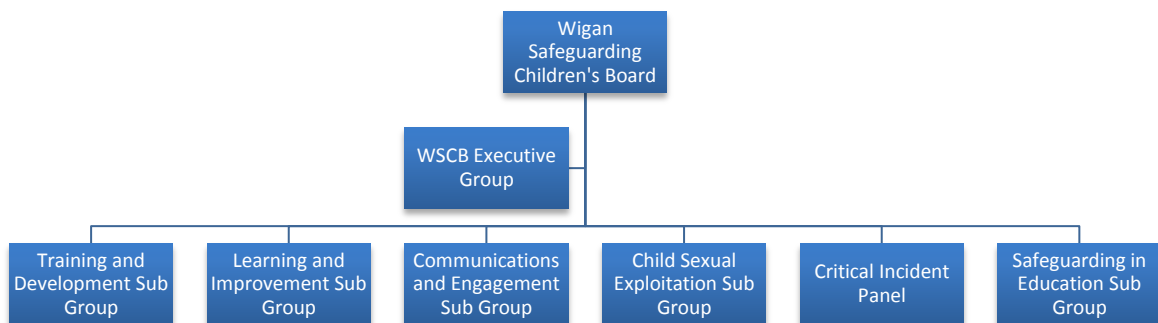 Wigan
Safeguarding
Children's Board
WSCB Executive
Group
Training and
Development Sub
Group
Learning and
Improvement Sub
Group
Communications
and Engagement
Sub Group
Child Sexual
Exploitation Sub
Group
Critical Incident
Panel
Safeguarding in
Education Sub
Group